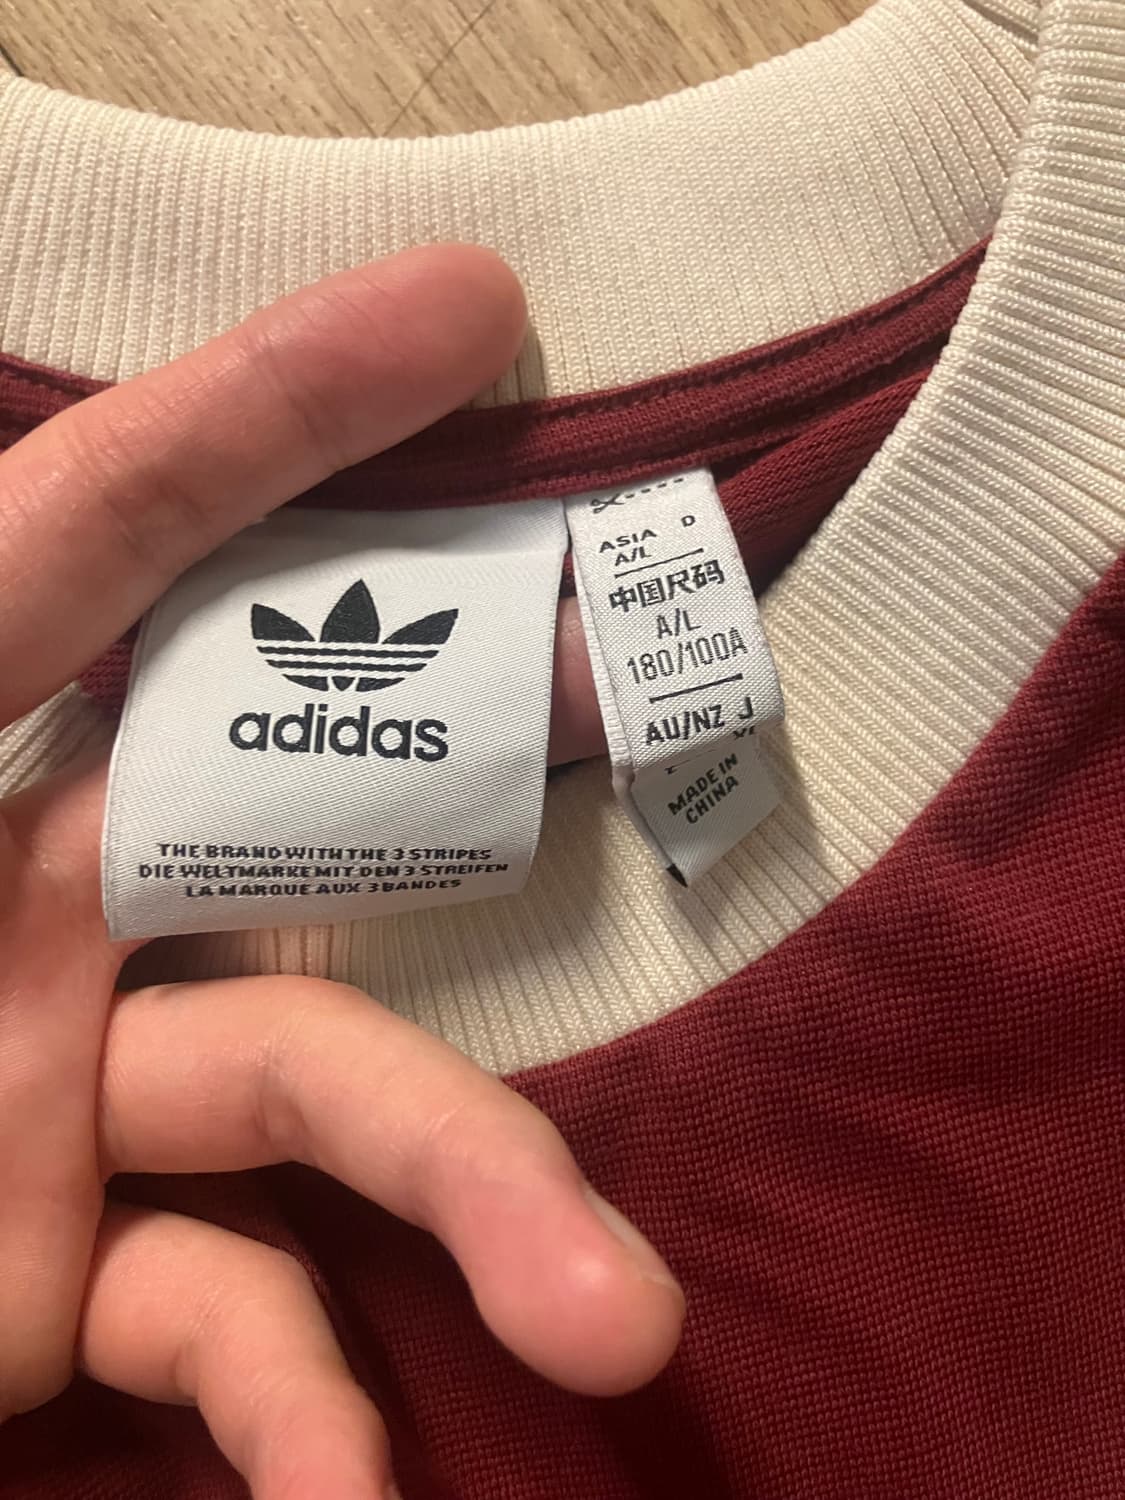 adidas
THE BRAND WITH THE 3 STRIPES
DIE WELTMARKE MIT DEN 3 STREIFEN
LA MARQUE AUX 3 BANDES
ASIA D
A/L
中国尺码
A/L
180/100A
AU/NZ J
MADE IN
CHINA